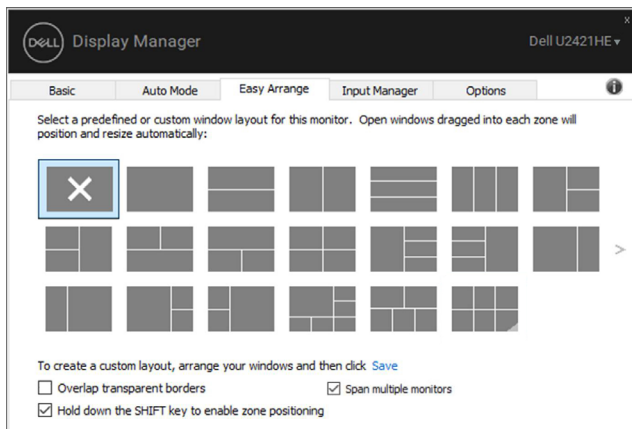 DELL Display Manager
x
Dell U2421HE
Basic Auto Mode Easy Arrange Input Manager Options
Select a predefined or custom window layout for this monitor. Open windows dragged into each zone will
position and resize automatically:
To create a custom layout, arrange your windows and then click Save
Overlap transparent borders
Span multiple monitors
Hold down the SHIFT key to enable zone positioning